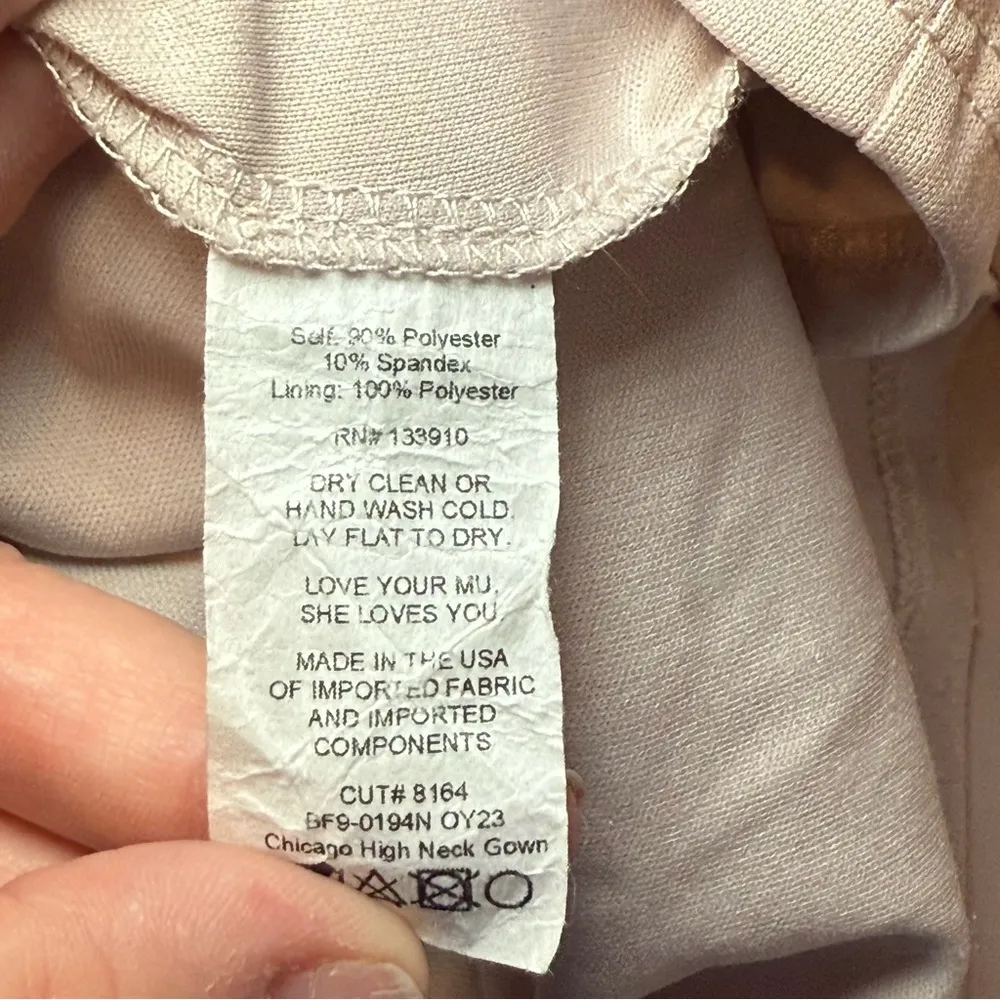 Self: 90% Polyester
10% Spandex
Lining: 100% Polyester
RN# 133910
DRY CLEAN OR
HAND WASH COLD.
LAY FLAT TO DRY.
LOVE YOUR MU,
SHE LOVES YOU.
MADE IN THE USA
OF IMPORTED FABRIC
AND IMPORTED
COMPONENTS
CUT# 8164
BF9-0194N OY23
Chicago High Neck Gown